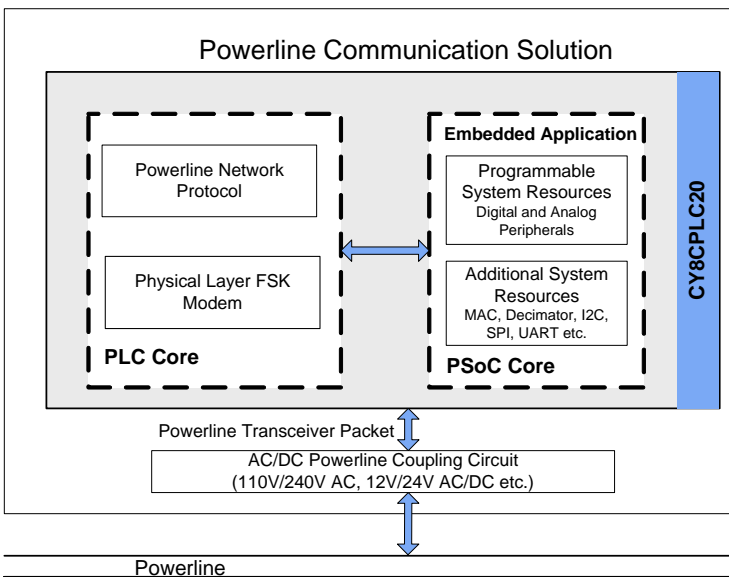 Powerline Communication Solution
Powerline Network
Protocol
Physical Layer FSK
Modem
PLC Core
Embedded Application
Programmable
System Resources
Digital and Analog
Peripherals
Additional System
Resources
MAC, Decimator, I2C,
SPI, UART etc.
PSoC Core
CY8CPLC20
Powerline Transceiver Packet
AC/DC Powerline Coupling Circuit
(110V/240V AC, 12V/24V AC/DC etc.)
Powerline